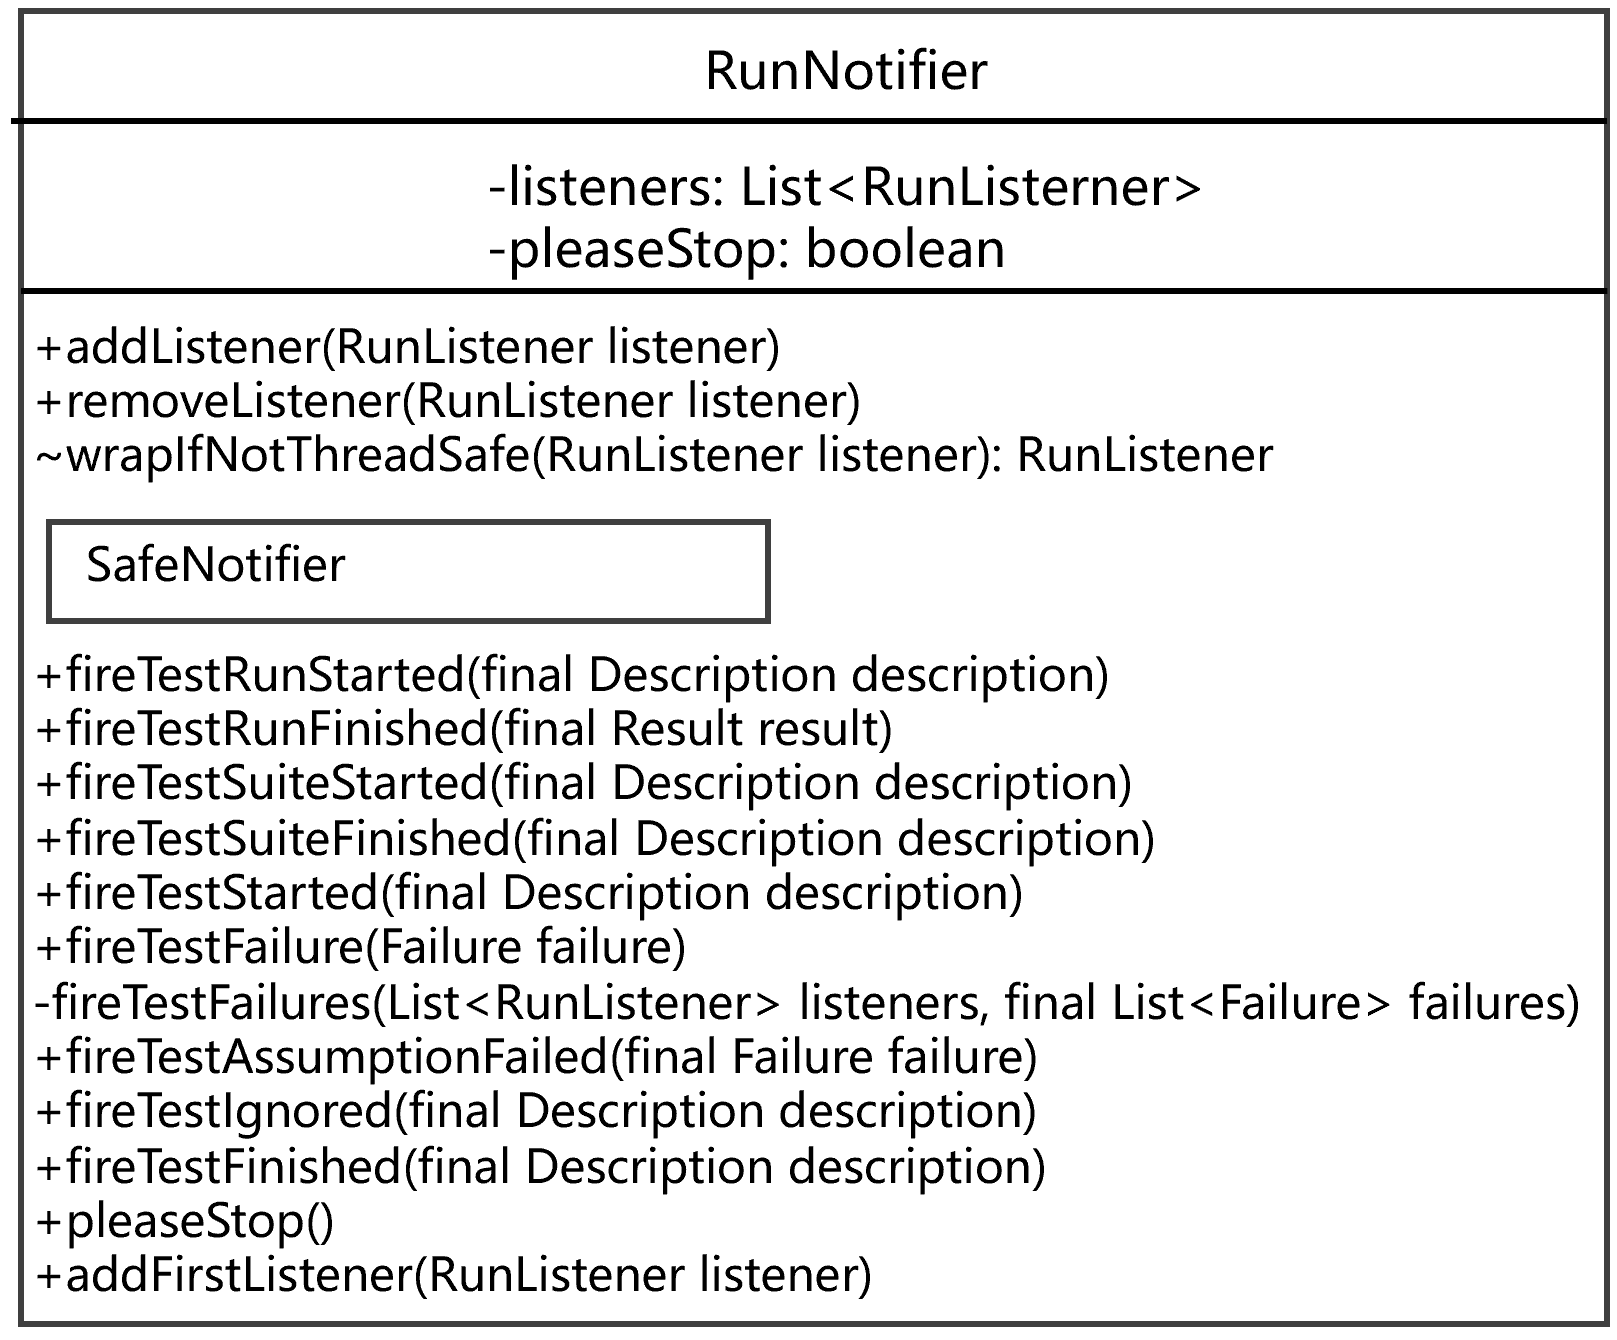 RunNotifier
-listeners: List<RunListerner>
-pleaseStop: boolean
+addListener(RunListener listener)
+removeListener(RunListener listener)
~wrapIfNotThreadSafe(RunListener listener): RunListener
SafeNotifier
+fireTestRunStarted(final Description description)
+fireTestRunFinished(final Result result)
+fireTestSuiteStarted(final Description description)
+fireTestSuiteFinished(final Description description)
+fireTestStarted(final Description description)
+fireTestFailure(Failure failure)
-fireTestFailures(List<RunListener> listeners, final List<Failure> failures)
+fireTestAssumptionFailed(final Failure failure)
+fireTestIgnored(final Description description)
+fireTestFinished(final Description description)
+pleaseStop()
+addFirstListener(RunListener listener)